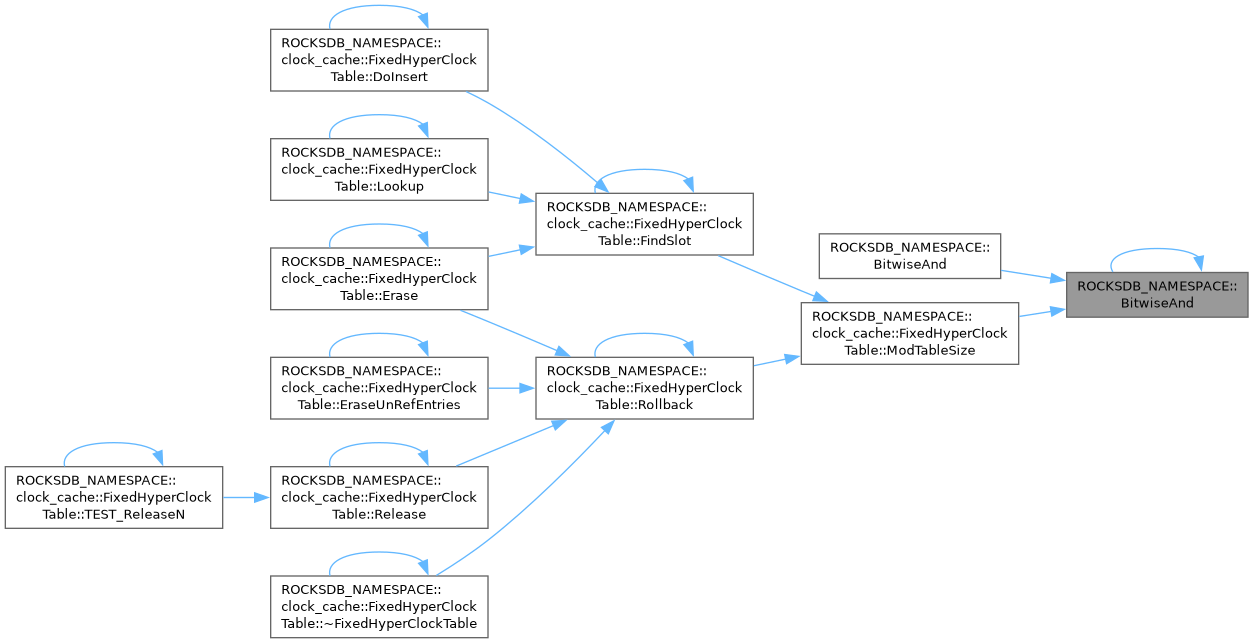 ROCKSDB_NAMESPACE::
clock_cache::FixedHyperClock
Table::DoInsert
ROCKSDB_NAMESPACE::
clock_cache::FixedHyperClock
Table::Lookup
ROCKSDB_NAMESPACE::
clock_cache::FixedHyperClock
Table::FindSlot
ROCKSDB_NAMESPACE::
BitwiseAnd
ROCKSDB_NAMESPACE::
clock_cache::FixedHyperClock
Table::Erase
ROCKSDB_NAMESPACE::
BitwiseAnd
ROCKSDB_NAMESPACE::
clock_cache::FixedHyperClock
Table::ModTableSize
ROCKSDB_NAMESPACE::
clock_cache::FixedHyperClock
Table::EraseUnRefEntries
ROCKSDB_NAMESPACE::
clock_cache::FixedHyperClock
Table::Rollback
ROCKSDB_NAMESPACE::
clock_cache::FixedHyperClock
Table::TEST_ReleaseN
ROCKSDB_NAMESPACE::
clock_cache::FixedHyperClock
Table::Release
ROCKSDB_NAMESPACE::
clock_cache::FixedHyperClock
Table::~FixedHyperClockTable